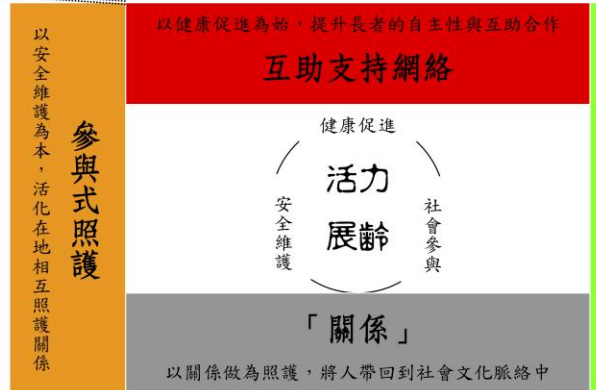 以安全維護為本，活化在地相互照護關係
參與式照護
以健康促進為始，提升長者的自主性與互助合作
互助支持網絡
健康促進
安全維護
活力
展齡
社會參與
「關係」
以關係做為照護，將人帶回到社會文化脈絡中